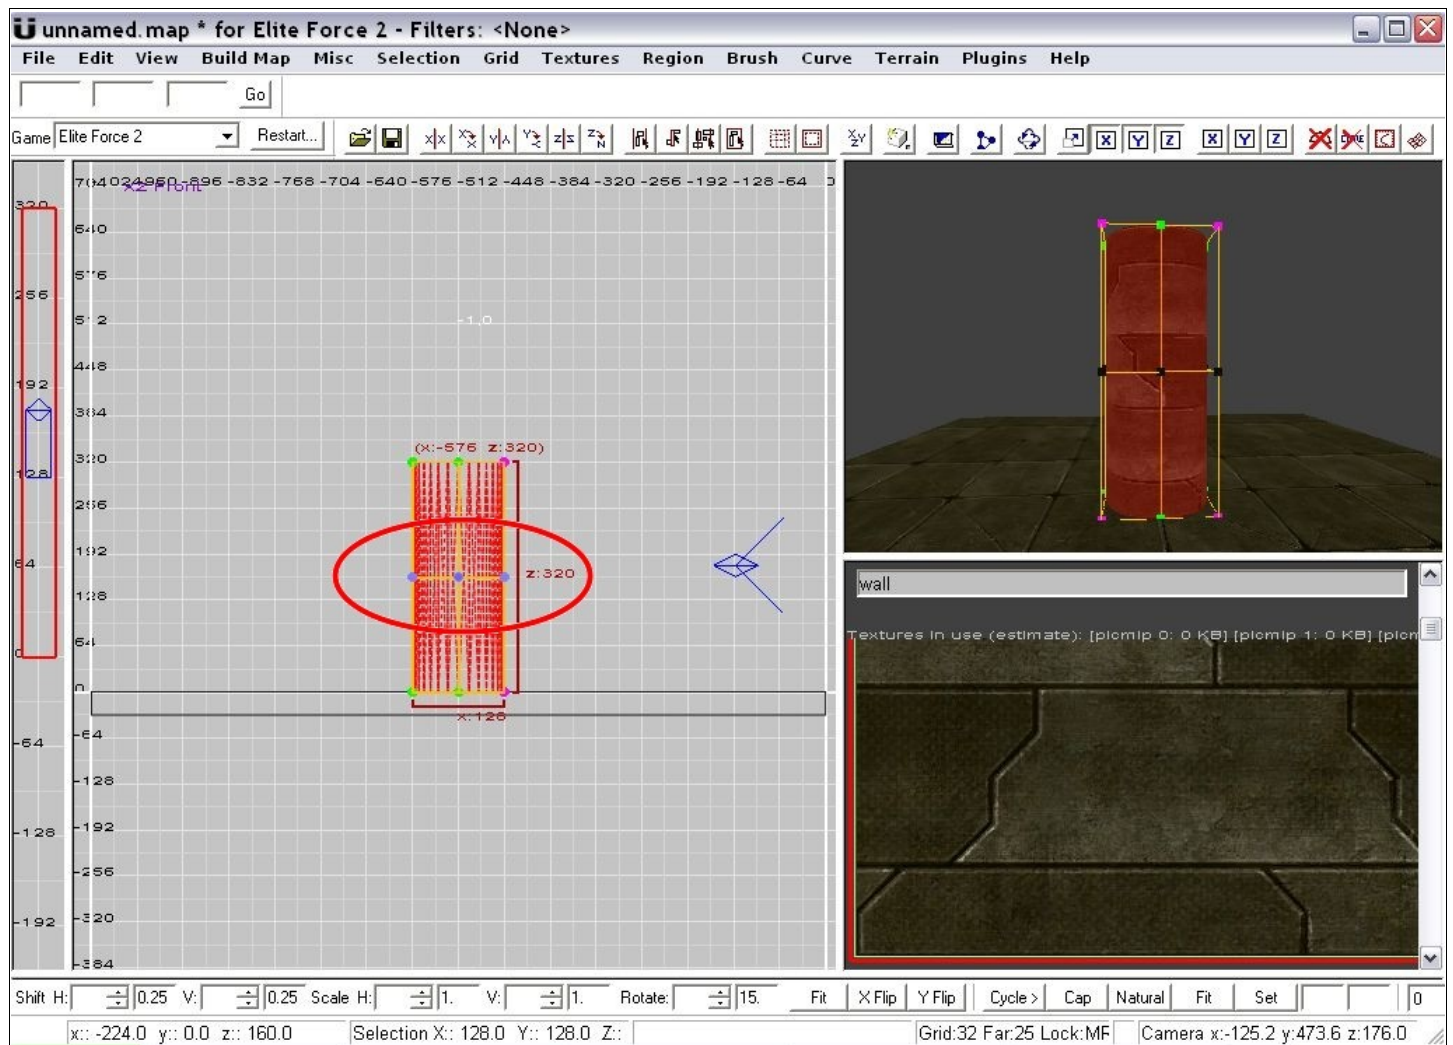 unnamed.map * for Elite Force 2 - Filters: <None>
File Edit View Build Map Misc Selection Grid Textures Region Brush Curve Terrain Plugins Help
Go
Game Elite Force 2 Restart...
X Y Z X Y Z
-896 -832 -768 -704 -640 -576 -512 -448 -384 -320 -256 -192 -128 -64
XZ Front
320
256
192
128
64
0
-64
-128
-192
704
640
576
512
448
384
320
256
192
128
64
0
-64
-128
-192
-256
-320
-384
-1,0
(x:-576 z:320)
z:320
x:128
wall
Textures in use (estimate): [picmip 0: 0 KB] [picmip 1: 0 KB] [picm
Shift H: 0.25 V: 0.25 Scale H: 1. V: 1. Rotate: 15. Fit X Flip Y Flip Cycle > Cap Natural Fit Set 0
x:: -224.0 y:: 0.0 z:: 160.0 Selection X:: 128.0 Y:: 128.0 Z:: Grid:32 Far:25 Lock:MF Camera x:-125.2 y:473.6 z:176.0